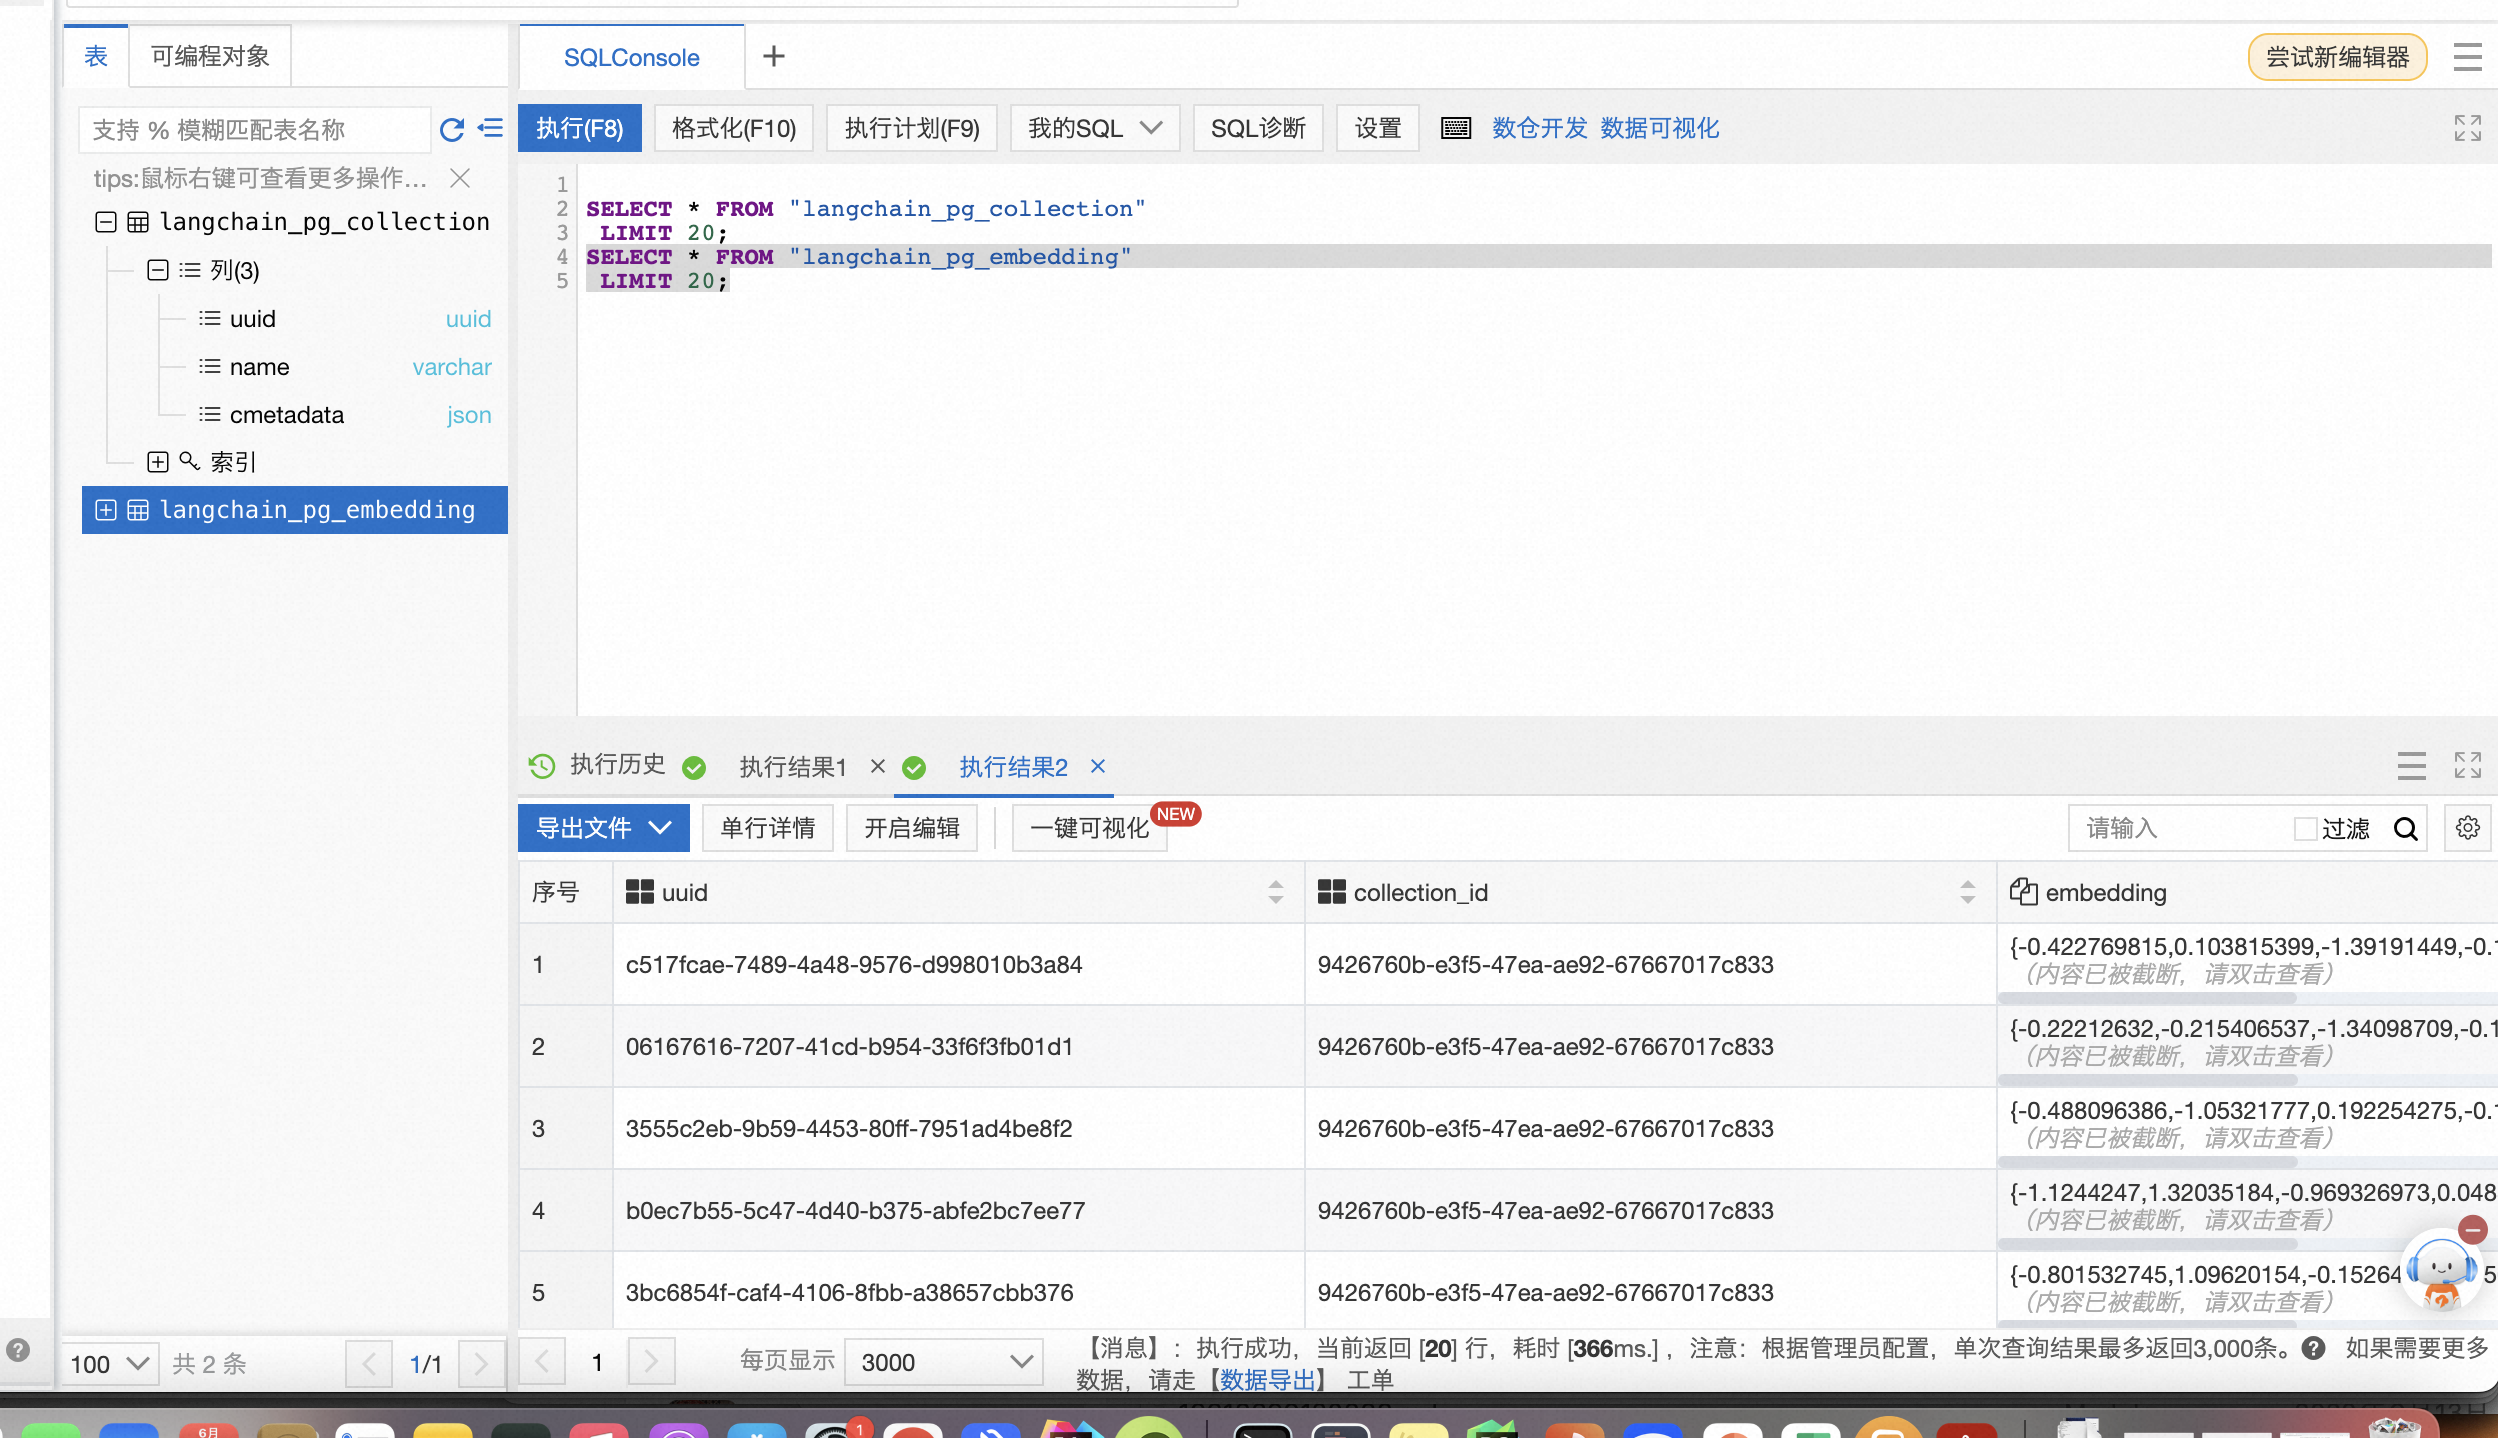 表
可编程对象
SQLConsole
尝试新编辑器
支持 % 模糊匹配表名称
执行(F8)
格式化(F10)
执行计划(F9)
我的SQL
SQL诊断
设置
数仓开发 数据可视化
tips:鼠标右键可查看更多操作...
langchain_pg_collection
列(3)
uuid uuid
name varchar
cmetadata json
索引
langchain_pg_embedding
1
2 SELECT * FROM "langchain_pg_collection"
3 LIMIT 20;
4 SELECT * FROM "langchain_pg_embedding"
5 LIMIT 20;
执行历史
执行结果1
执行结果2
导出文件
单行详情
开启编辑
一键可视化
NEW
请输入
过滤
序号 uuid collection_id embedding
1 c517fcae-7489-4a48-9576-d998010b3a84 9426760b-e3f5-47ea-ae92-67667017c833 {-0.422769815,0.103815399,-1.39191449,-0.1
（内容已被截断，请双击查看）
2 06167616-7207-41cd-b954-33f6f3fb01d1 9426760b-e3f5-47ea-ae92-67667017c833 {-0.22212632,-0.215406537,-1.34098709,-0.1
（内容已被截断，请双击查看）
3 3555c2eb-9b59-4453-80ff-7951ad4be8f2 9426760b-e3f5-47ea-ae92-67667017c833 {-0.488096386,-1.05321777,0.192254275,-0.1
（内容已被截断，请双击查看）
4 b0ec7b55-5c47-4d40-b375-abfe2bc7ee77 9426760b-e3f5-47ea-ae92-67667017c833 {-1.1244247,1.32035184,-0.969326973,0.048
（内容已被截断，请双击查看）
5 3bc6854f-caf4-4106-8fbb-a38657cbb376 9426760b-e3f5-47ea-ae92-67667017c833 {-0.801532745,1.09620154,-0.15264
（内容已被截断，请双击查看）
100
共 2 条
1/1
1
每页显示
3000
【消息】：执行成功，当前返回 [20] 行，耗时 [366ms.] ，注意：根据管理员配置，单次查询结果最多返回3,000条。 如果需要更多
数据，请走【数据导出】 工单
6月
1